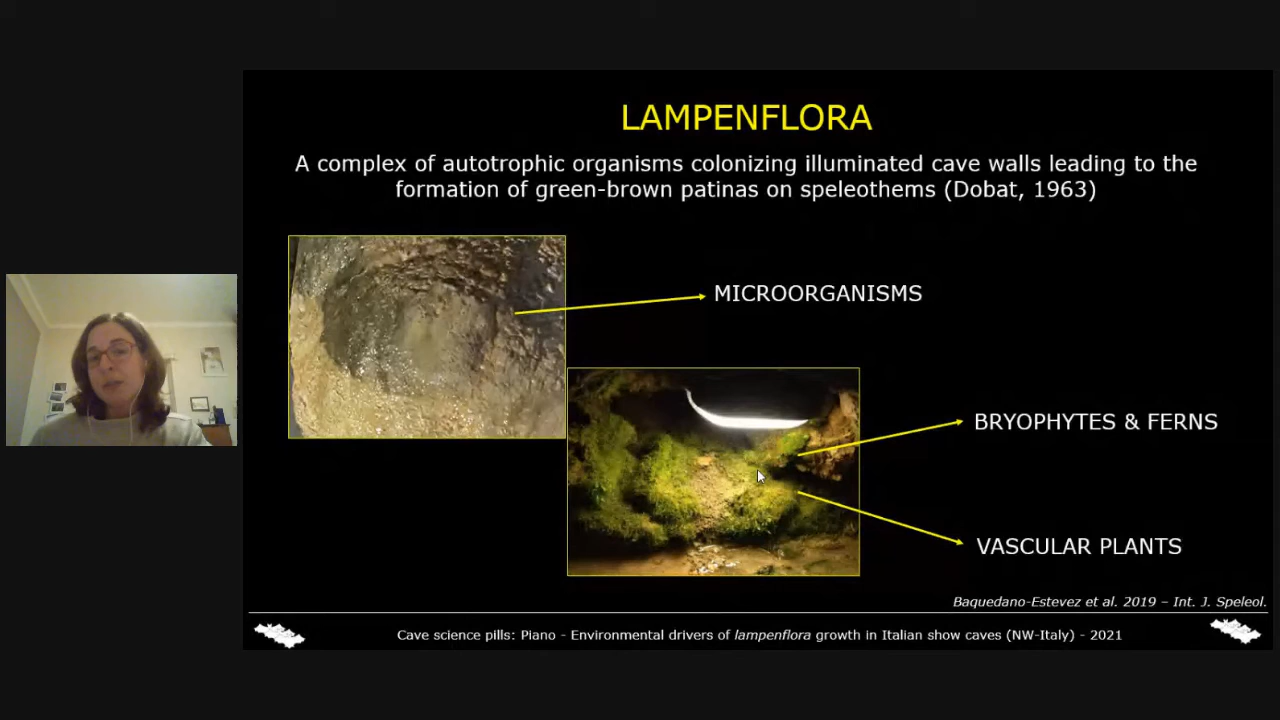 LAMPENFLORA
A complex of autotrophic organisms colonizing illuminated cave walls leading to the
formation of green-brown patinas on speleothems (Dobat, 1963)
MICROORGANISMS
BRYOPHYTES & FERNS
VASCULAR PLANTS
Baquedano-Estevez et al. 2019 – Int. J. Speleol.
Cave science pills: Piano - Environmental drivers of lampenflora growth in Italian show caves (NW-Italy) - 2021